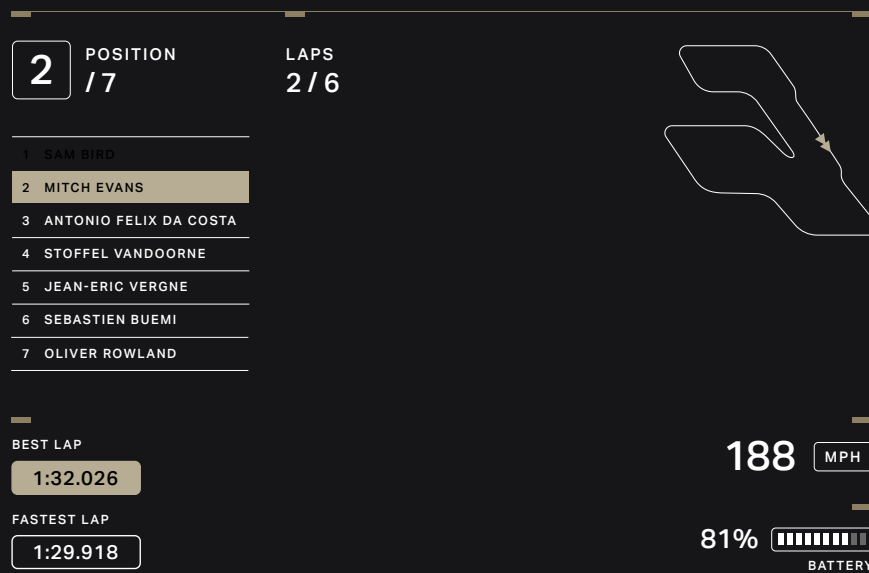 2
POSITION
/ 7
LAPS
2 / 6
1 SAM BIRD
2 MITCH EVANS
3 ANTONIO FELIX DA COSTA
4 STOFFEL VANDOORNE
5 JEAN-ERIC VERGNE
6 SEBASTIEN BUEMI
7 OLIVER ROWLAND
BEST LAP
1:32.026
FASTEST LAP
1:29.918
188 MPH
81%
BATTERY